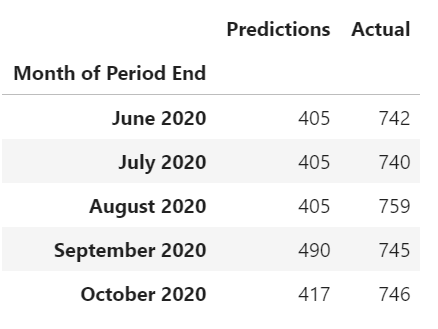 Predictions Actual
Month of Period End
June 2020 405 742
July 2020 405 740
August 2020 405 759
September 2020 490 745
October 2020 417 746